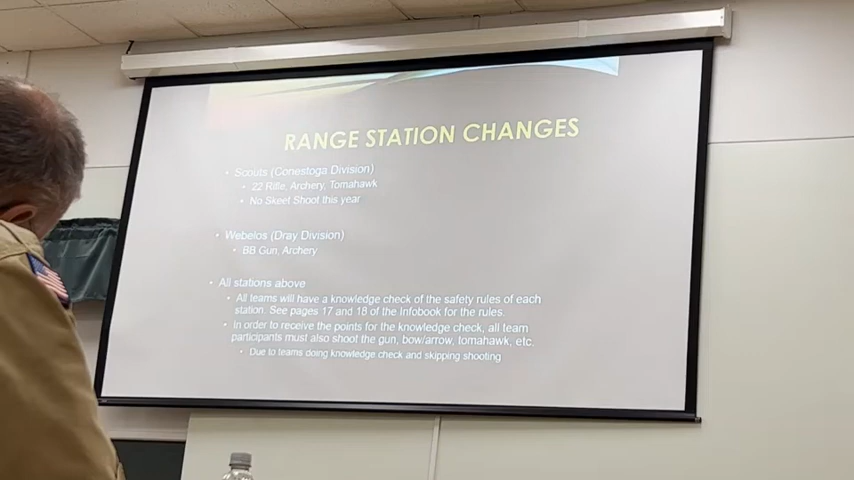 RANGE STATION CHANGES
• Scouts (Conestoga Division)
• 22 Rifle, Archery, Tomahawk
• No Skeet Shoot this year
• Webelos (Dray Division)
• BB Gun, Archery
• All stations above
• All teams will have a knowledge check of the safety rules of each
station. See pages 17 and 18 of the Infobook for the rules.
• In order to receive the points for the knowledge check, all team
participants must also shoot the gun, bow/arrow, tomahawk, etc.
• Due to teams doing knowledge check and skipping shooting